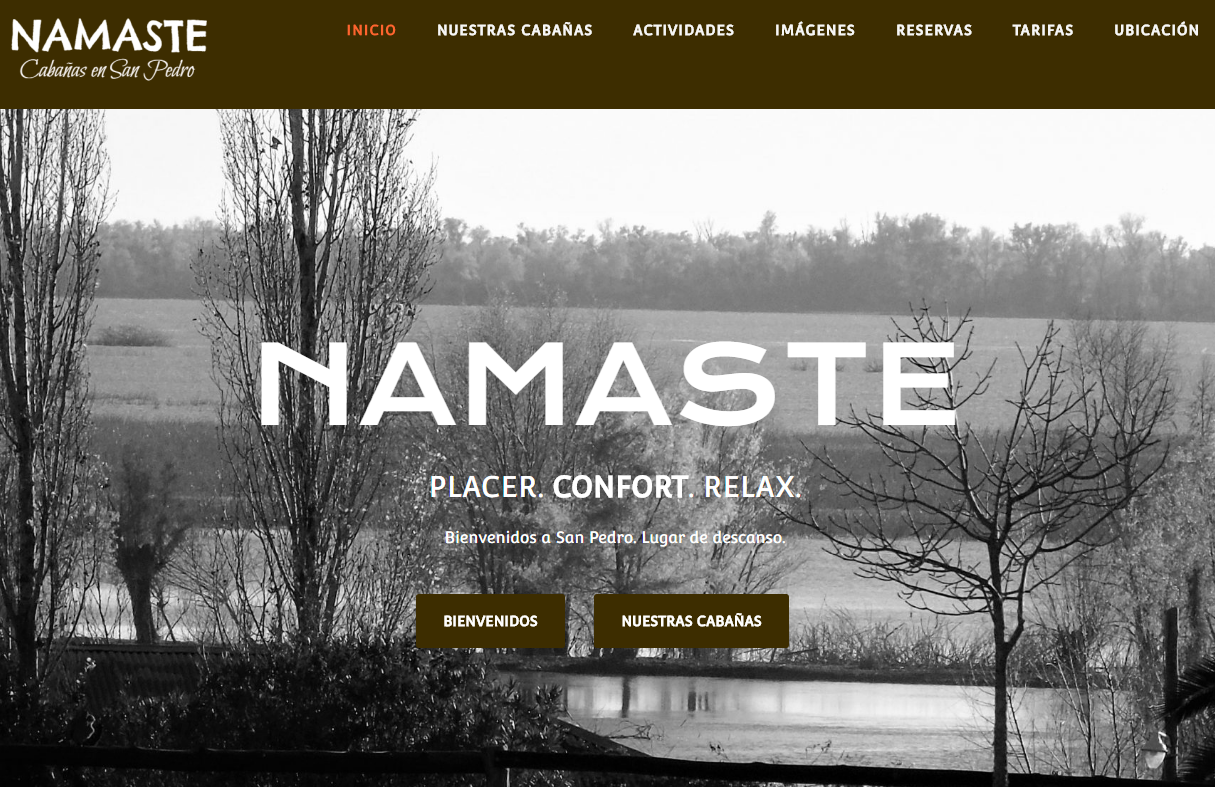 NAMASTE
Cabañas en San Pedro
INICIO NUESTRAS CABAÑAS ACTIVIDADES IMÁGENES RESERVAS TARIFAS UBICACIÓN
NAMASTE
PLACER. CONFORT. RELAX.
Bienvenidos a San Pedro. Lugar de descanso.
BIENVENIDOS
NUESTRAS CABAÑAS